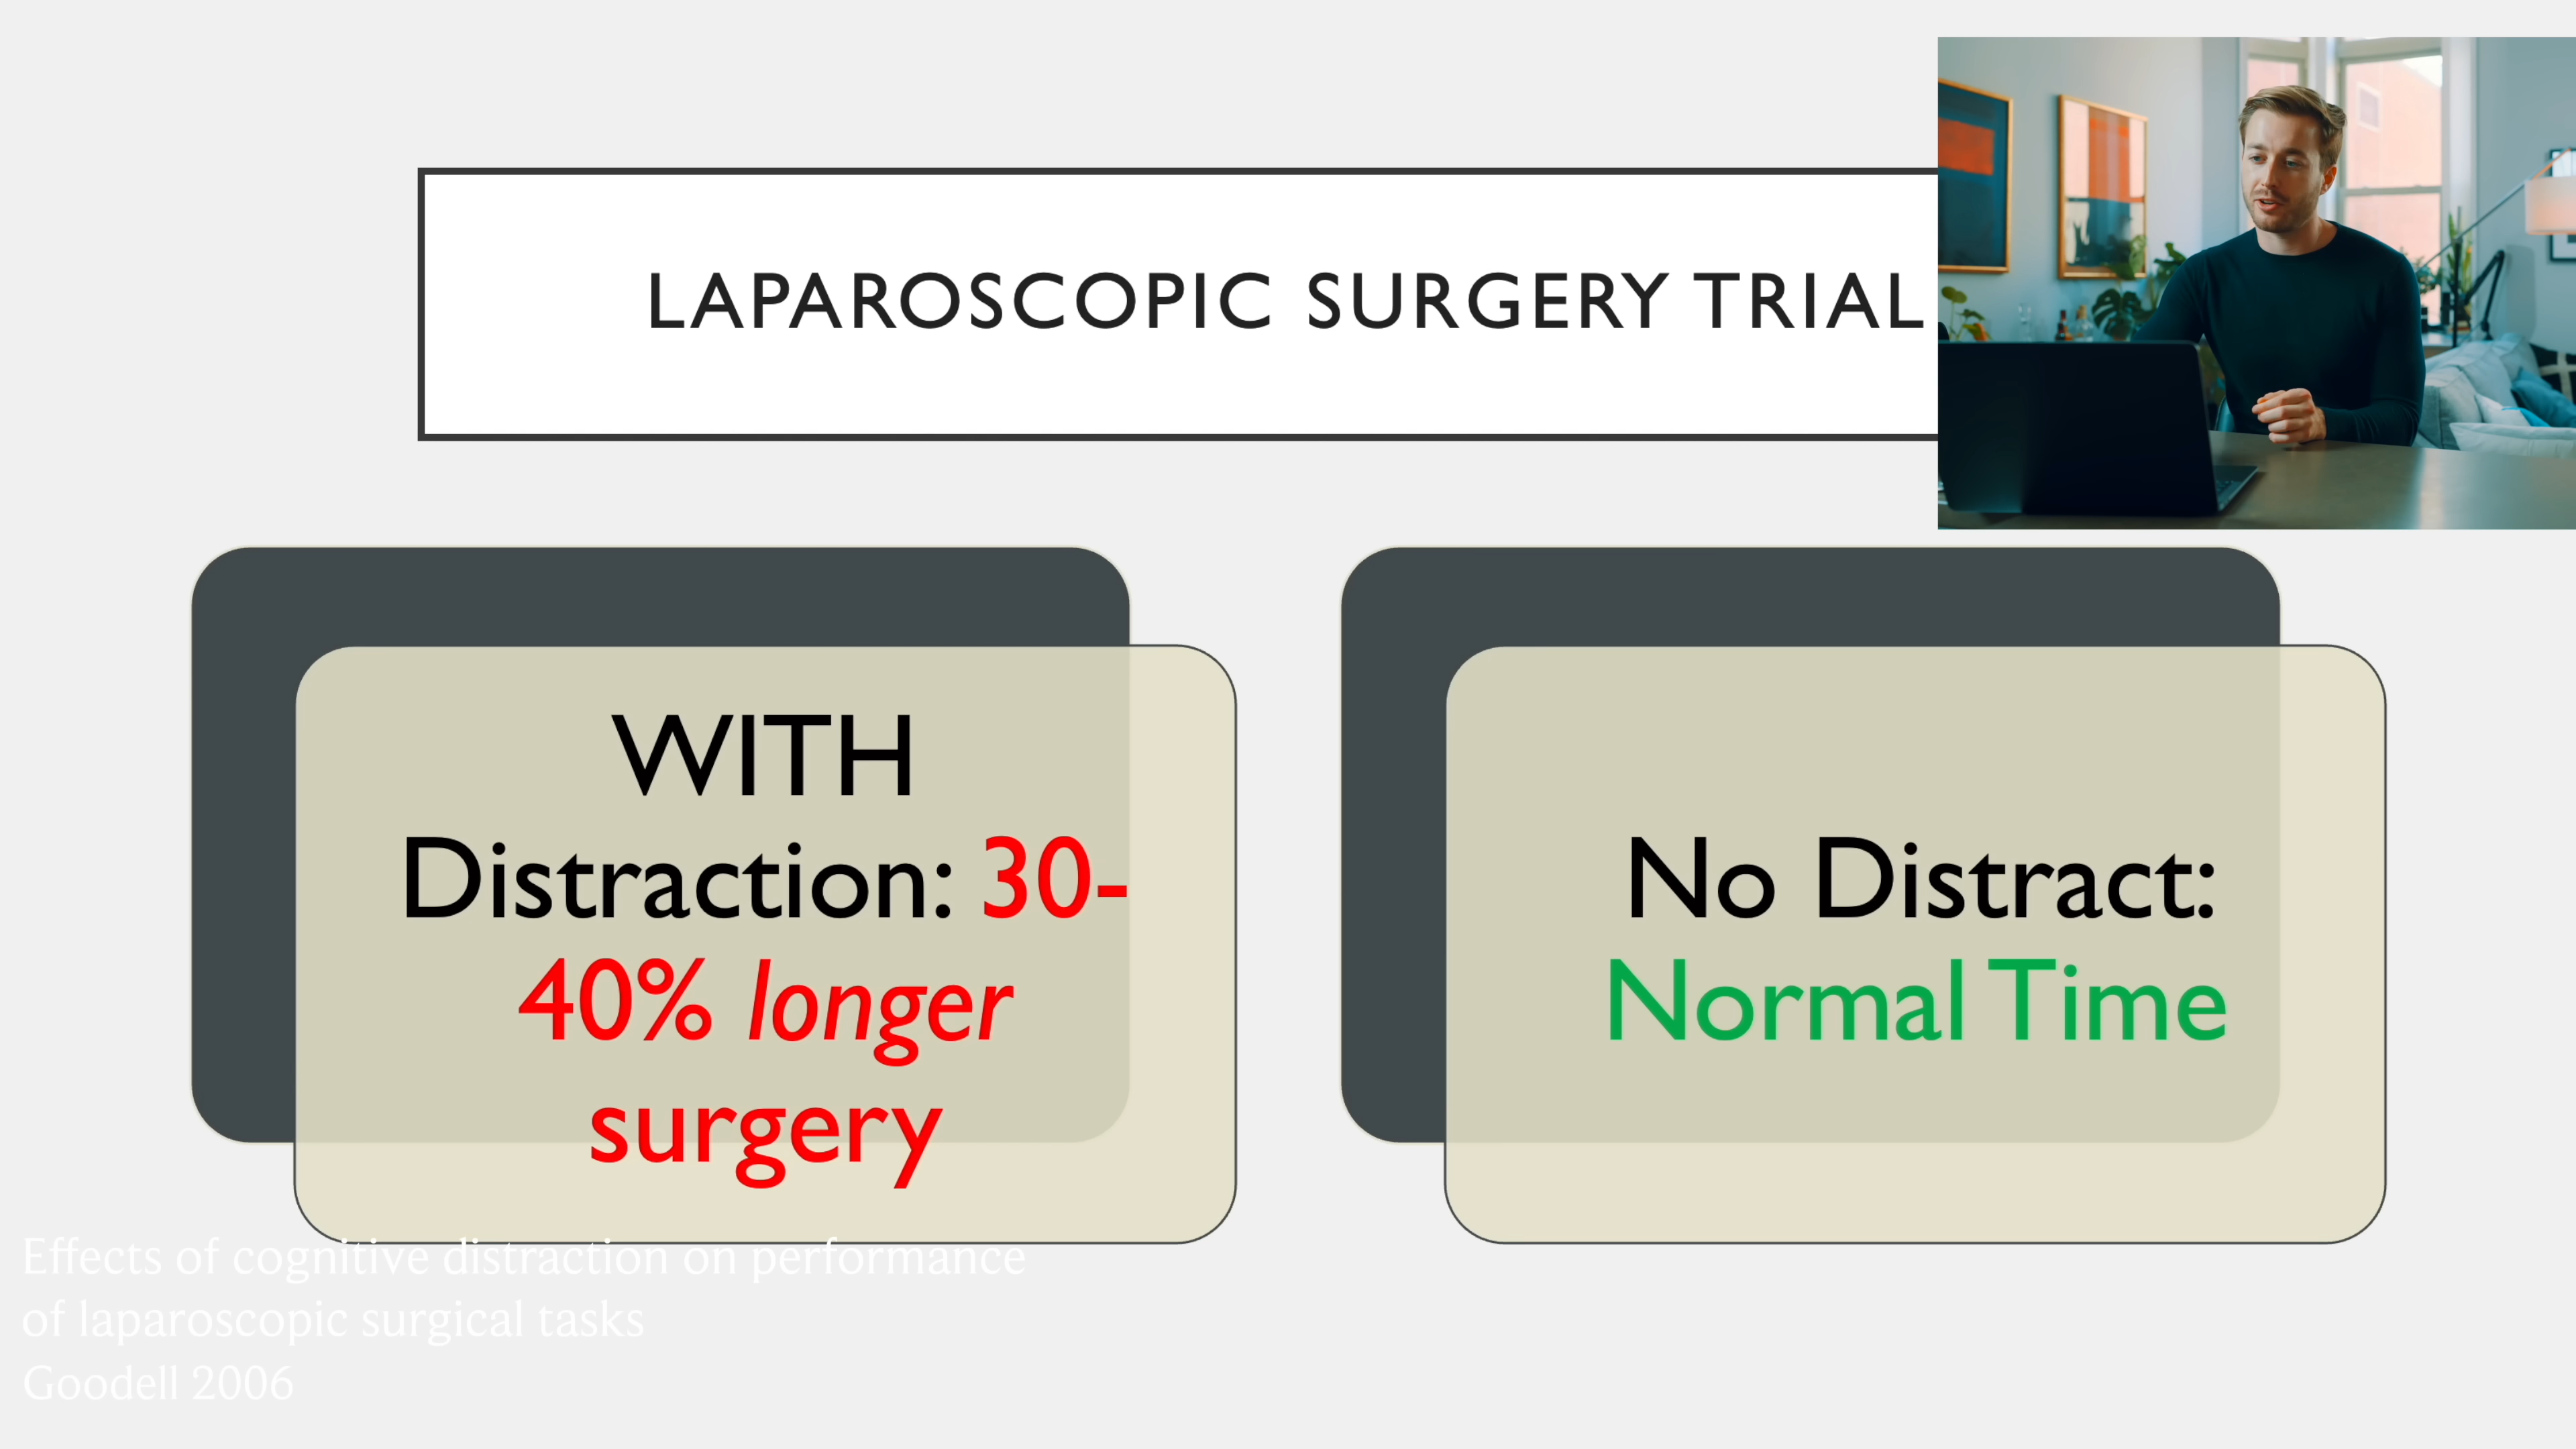 LAPAROSCOPIC SURGERY TRIAL
WITH
Distraction: 30-
40% longer
surgery
No Distract:
Normal Time
Effects of cognitive distraction on performance
of laparoscopic surgical tasks
Goodell 2006